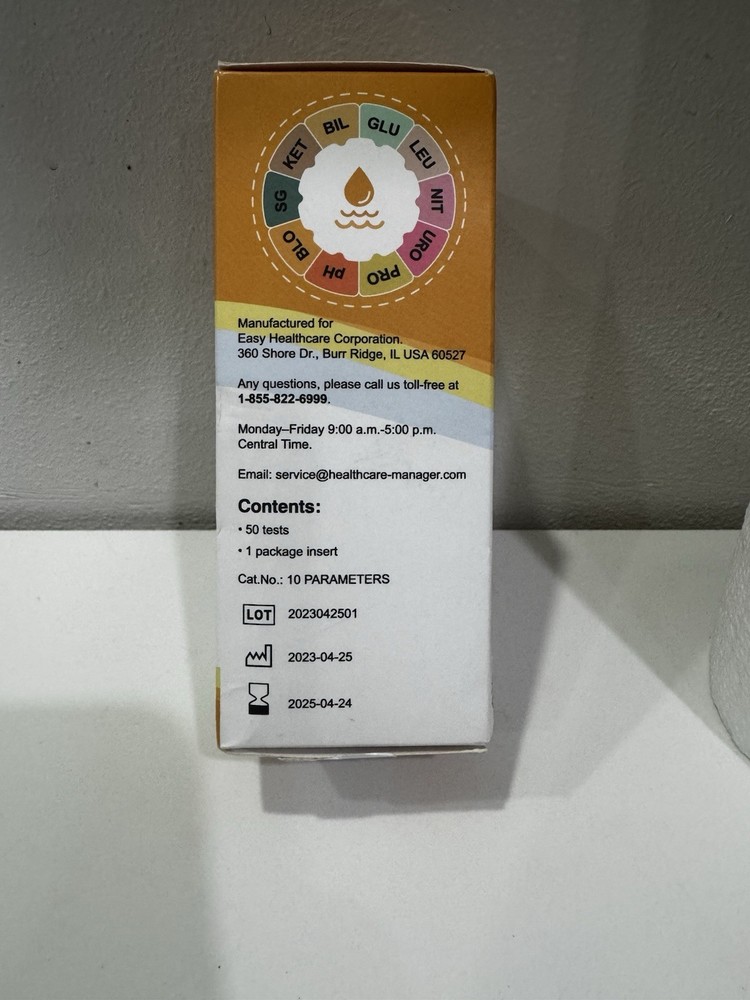 BIL
GLU
LEU
NIT
URO
PRO
pH
BLO
SG
KET
Manufactured for
Easy Healthcare Corporation.
360 Shore Dr., Burr Ridge, IL USA 60527
Any questions, please call us toll-free at
1-855-822-6999.
Monday–Friday 9:00 a.m.-5:00 p.m.
Central Time.
Email: service@healthcare-manager.com
Contents:
• 50 tests
• 1 package insert
Cat.No.: 10 PARAMETERS
LOT 2023042501
2023-04-25
2025-04-24